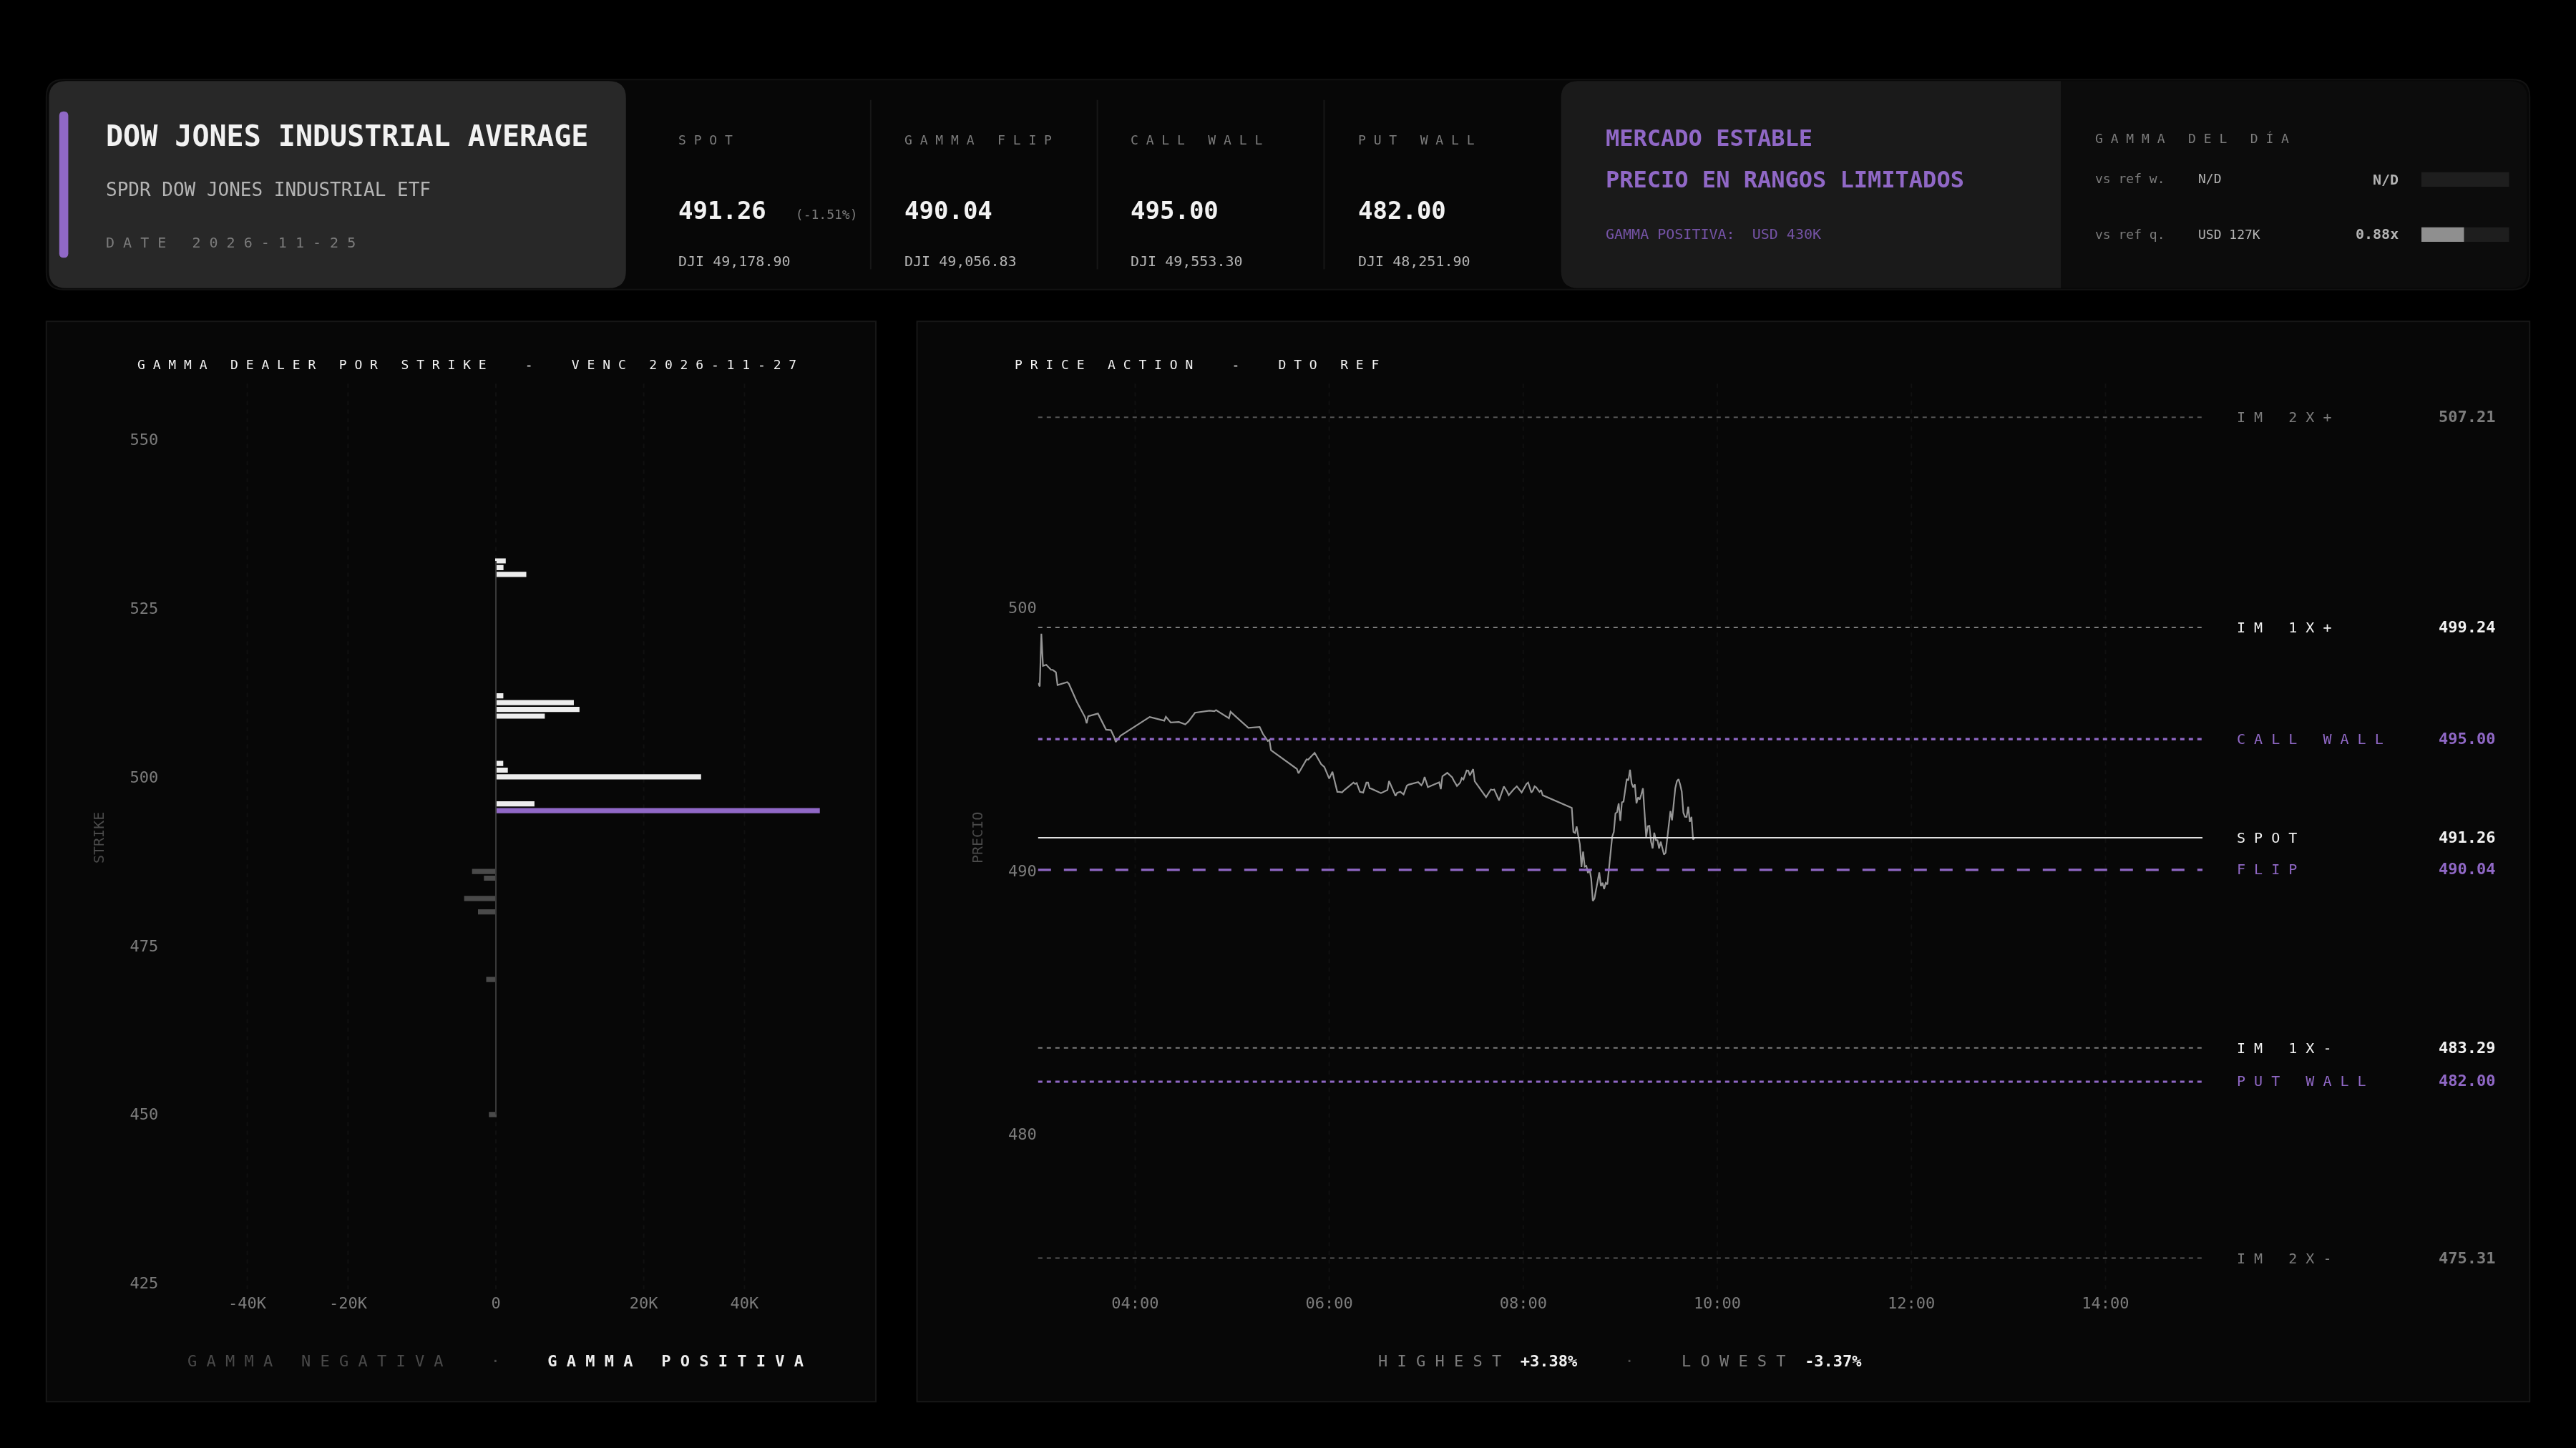 DOW JONES INDUSTRIAL AVERAGE
SPDR DOW JONES INDUSTRIAL ETF
DATE 2026-11-25
SPOT
491.26 (-1.51%)
DJI 49,178.90
GAMMA FLIP
490.04
DJI 49,056.83
CALL WALL
495.00
DJI 49,553.30
PUT WALL
482.00
DJI 48,251.90
MERCADO ESTABLE
PRECIO EN RANGOS LIMITADOS
GAMMA POSITIVA: USD 430K
GAMMA DEL DÍA
vs ref w. N/D N/D
vs ref q. USD 127K 0.88x
GAMMA DEALER POR STRIKE - VENC 2026-11-27
STRIKE
550
525
500
475
450
425
-40K -20K 0 20K 40K
GAMMA NEGATIVA · GAMMA POSITIVA
PRICE ACTION - DTO REF
PRECIO
500
490
480
IM 2X+ 507.21
IM 1X+ 499.24
CALL WALL 495.00
SPOT 491.26
FLIP 490.04
IM 1X- 483.29
PUT WALL 482.00
IM 2X- 475.31
04:00 06:00 08:00 10:00 12:00 14:00
HIGHEST +3.38% · LOWEST -3.37%